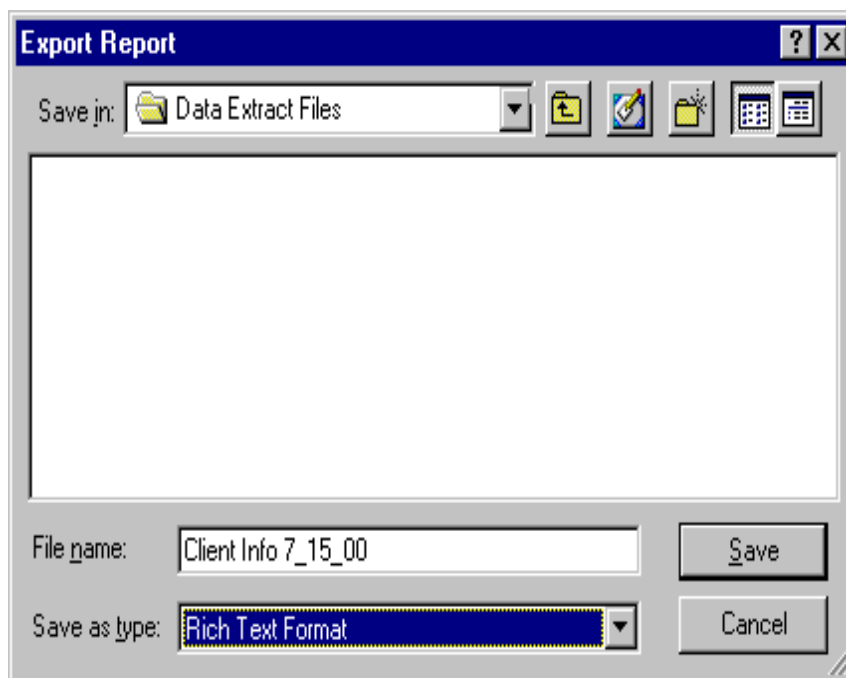 Export Report
Save in: Data Extract Files
File name: Client Info 7_15_00
Save
Save as type: Rich Text Format
Cancel